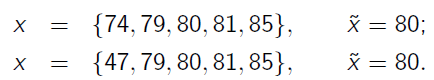 x = {74, 79, 80, 81, 85}, x̃ = 80;
x = {47, 79, 80, 81, 85}, x̃ = 80.